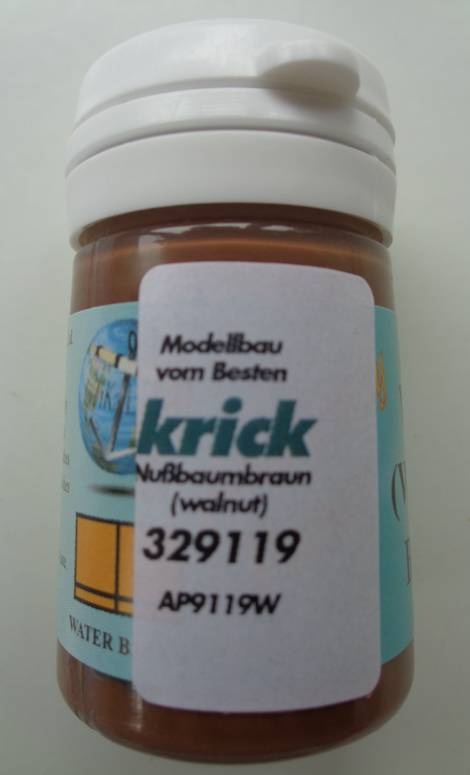 Modellbau
vom Besten
krick
Nußbaumbraun
(walnut)
329119
AP9119W
WATER B